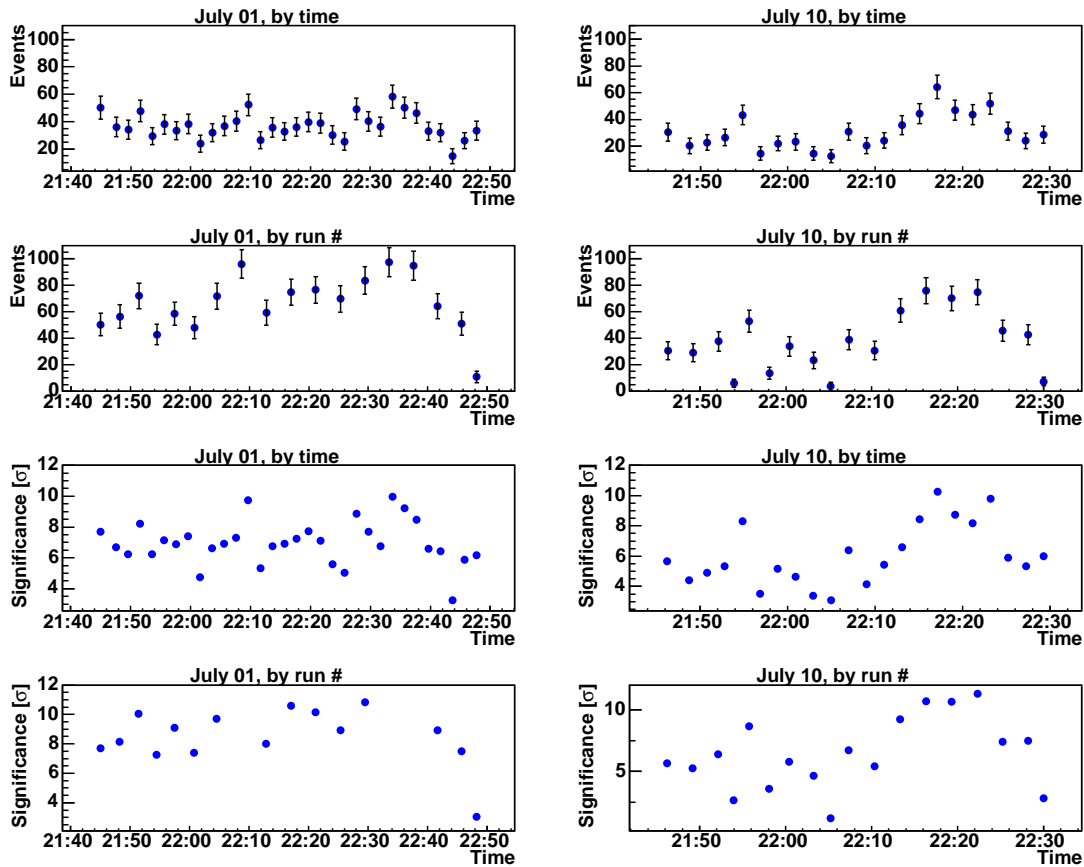 July 01, by time
Events
100
80
60
40
20
21:40 21:50 22:00 22:10 22:20 22:30 22:40 22:50
Time
July 10, by time
Events
100
80
60
40
20
21:50 22:00 22:10 22:20 22:30
Time
July 01, by run #
Events
100
80
60
40
20
0
21:40 21:50 22:00 22:10 22:20 22:30 22:40 22:50
Time
July 10, by run #
Events
100
80
60
40
20
0
21:50 22:00 22:10 22:20 22:30
Time
July 01, by time
Significance [σ]
12
10
8
6
4
21:40 21:50 22:00 22:10 22:20 22:30 22:40 22:50
Time
July 10, by time
Significance [σ]
12
10
8
6
4
21:50 22:00 22:10 22:20 22:30
Time
July 01, by run #
Significance [σ]
12
10
8
6
4
21:40 21:50 22:00 22:10 22:20 22:30 22:40 22:50
Time
July 10, by run #
Significance [σ]
10
5
21:50 22:00 22:10 22:20 22:30
Time